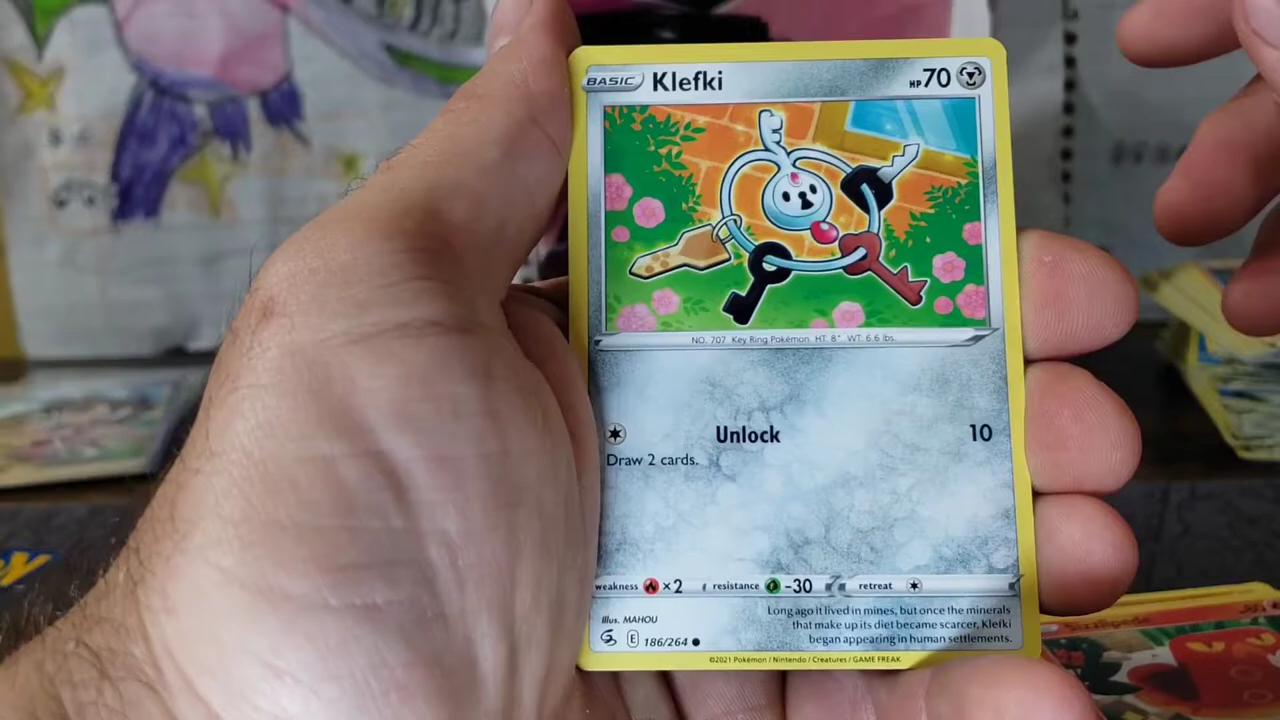 BASIC Klefki HP 70
NO. 707 Key Ring Pokémon. HT: 8" WT: 6.6 lbs.
Unlock 10
Draw 2 cards.
weakness ×2 resistance -30 retreat
Long ago it lived in mines, but once the minerals
that make up its diet became scarcer, Klefki
began appearing in human settlements.
Illus. MAHOU
E 186/264
©2021 Pokémon / Nintendo / Creatures / GAME FREAK